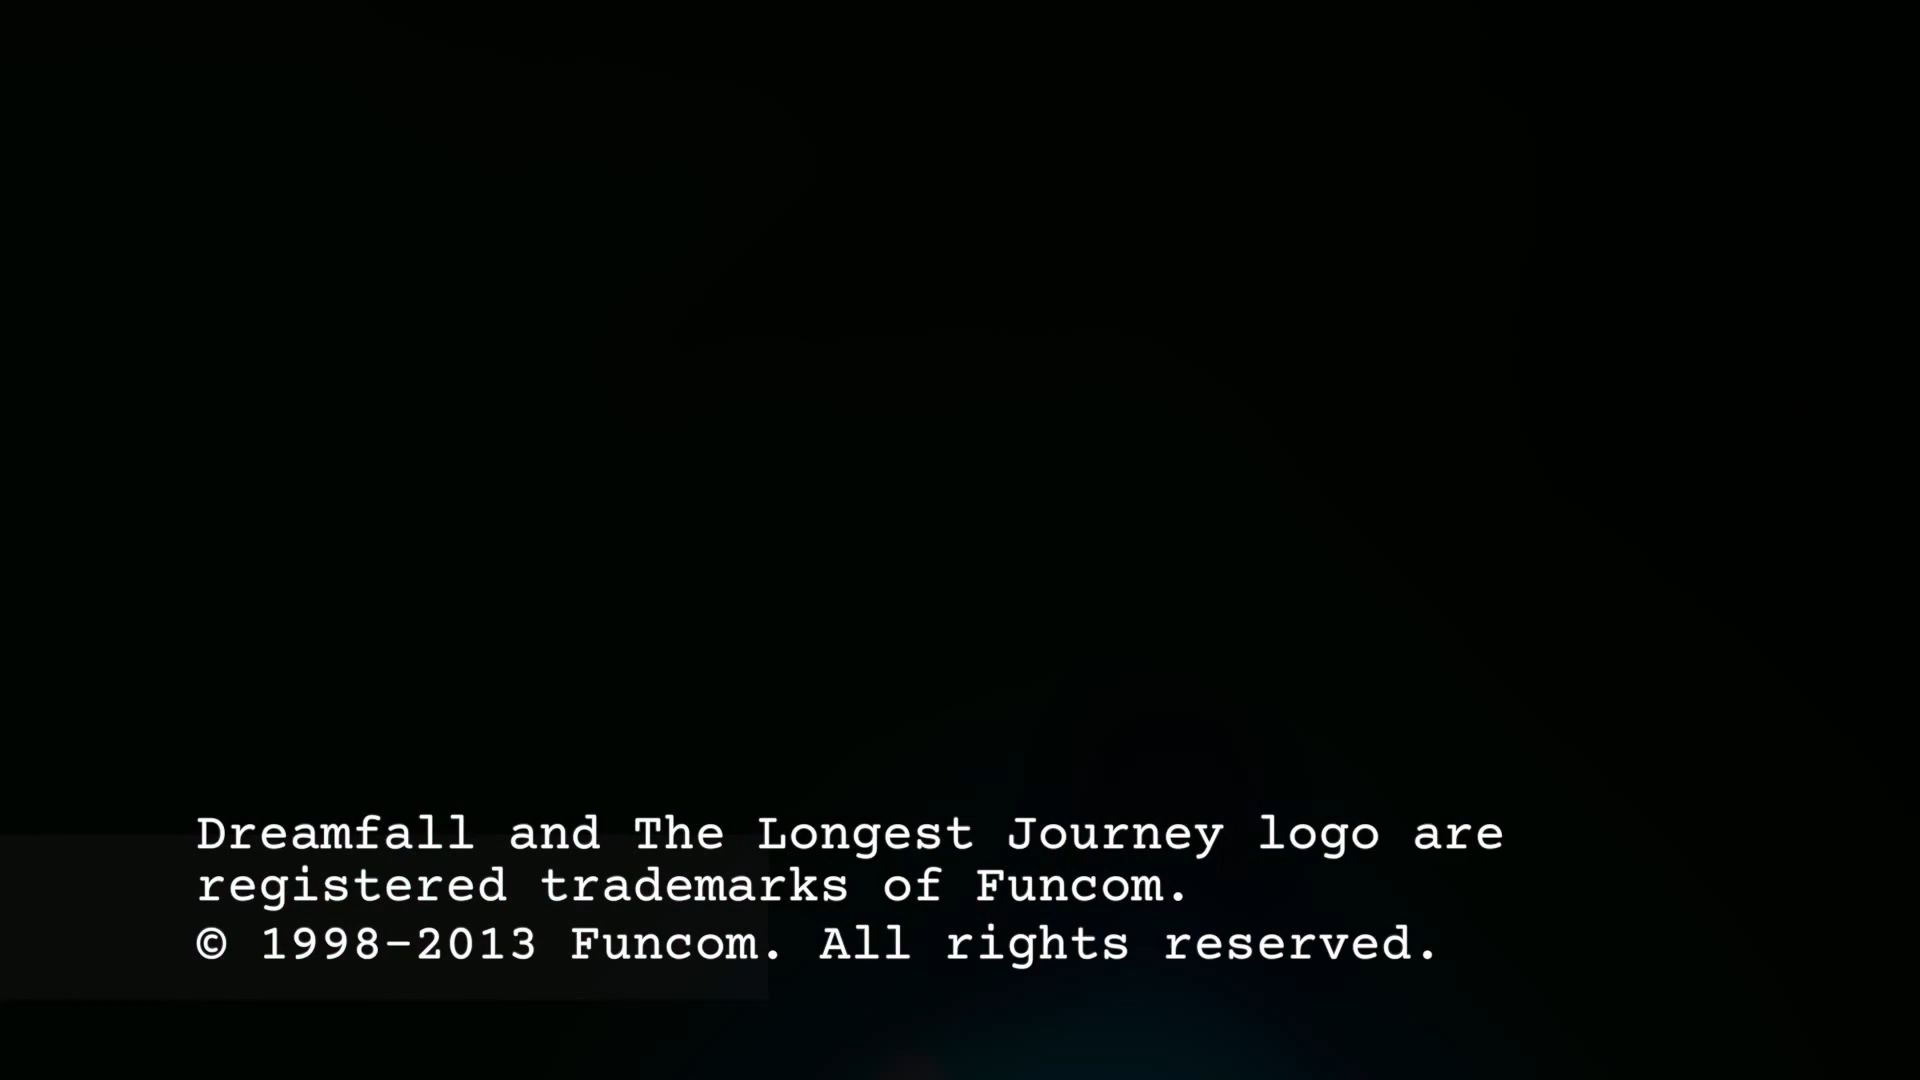 Dreamfall and The Longest Journey logo are
registered trademarks of Funcom.
© 1998-2013 Funcom. All rights reserved.